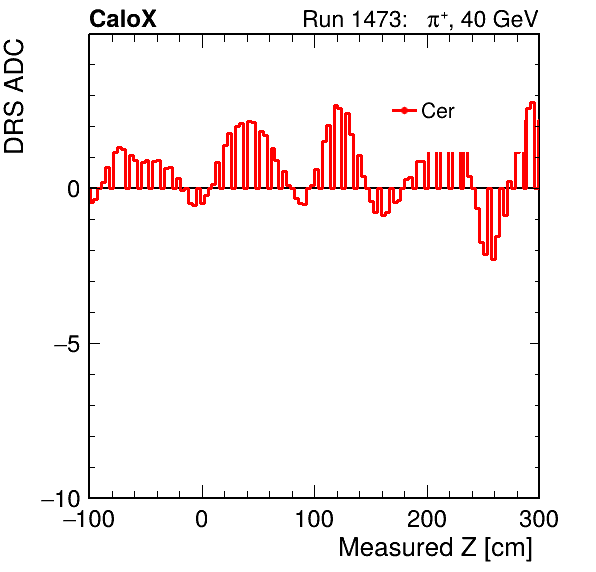 CaloX Run 1473: π⁺, 40 GeV
DRS ADC
Cer
0
−5
−10
−100 0 100 200 300
Measured Z [cm]